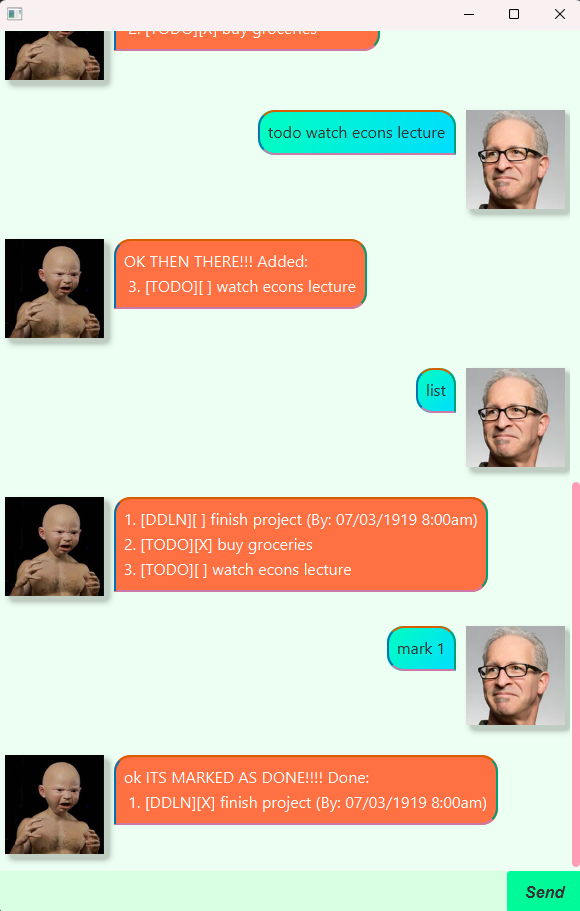 2. [TODO][X] buy groceries
todo watch econs lecture
OK THEN THERE!!! Added:
3. [TODO][ ] watch econs lecture
list
1. [DDLN][ ] finish project (By: 07/03/1919 8:00am)
2. [TODO][X] buy groceries
3. [TODO][ ] watch econs lecture
mark 1
ok ITS MARKED AS DONE!!!! Done:
1. [DDLN][X] finish project (By: 07/03/1919 8:00am)
Send